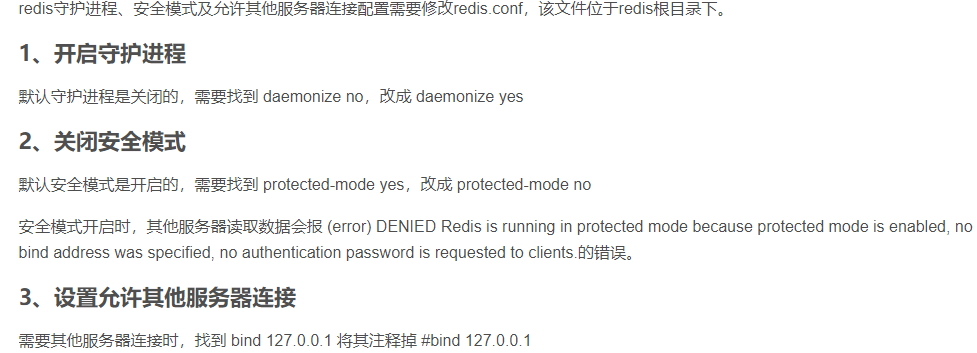 redis守护进程、安全模式及允许其他服务器连接配置需要修改redis.conf，该文件位于redis根目录下。
1、开启守护进程
默认守护进程是关闭的，需要找到 daemonize no，改成 daemonize yes
2、关闭安全模式
默认安全模式是开启的，需要找到 protected-mode yes，改成 protected-mode no
安全模式开启时，其他服务器读取数据会报 (error) DENIED Redis is running in protected mode because protected mode is enabled, no
bind address was specified, no authentication password is requested to clients.的错误。
3、设置允许其他服务器连接
需要其他服务器连接时，找到 bind 127.0.0.1 将其注释掉 #bind 127.0.0.1